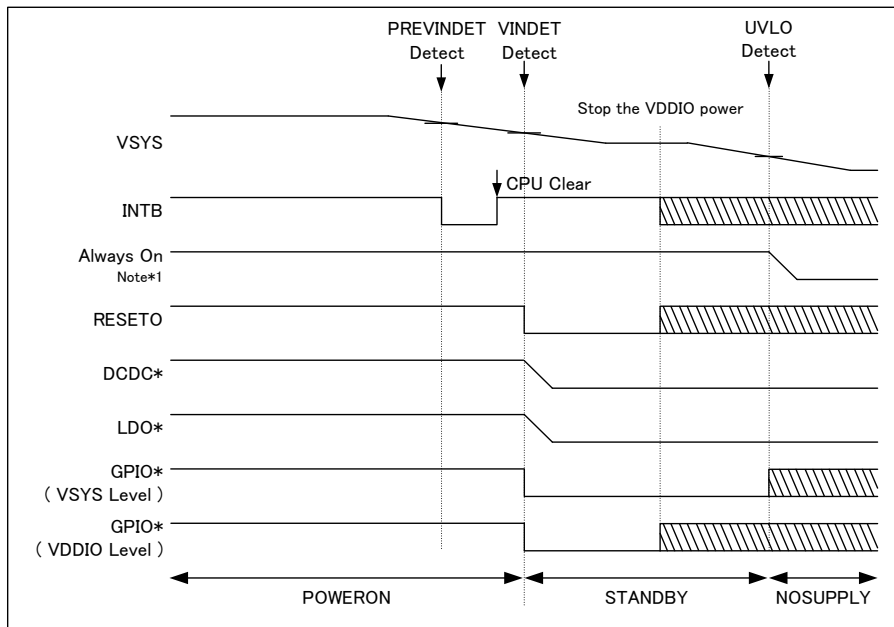 PREVINDET VINDET UVLO
Detect Detect Detect
Stop the VDDIO power
VSYS
CPU Clear
INTB
Always On
Note*1
RESETO
DCDC*
LDO*
GPIO*
( VSYS Level )
GPIO*
( VDDIO Level )
POWERON STANDBY NOSUPPLY